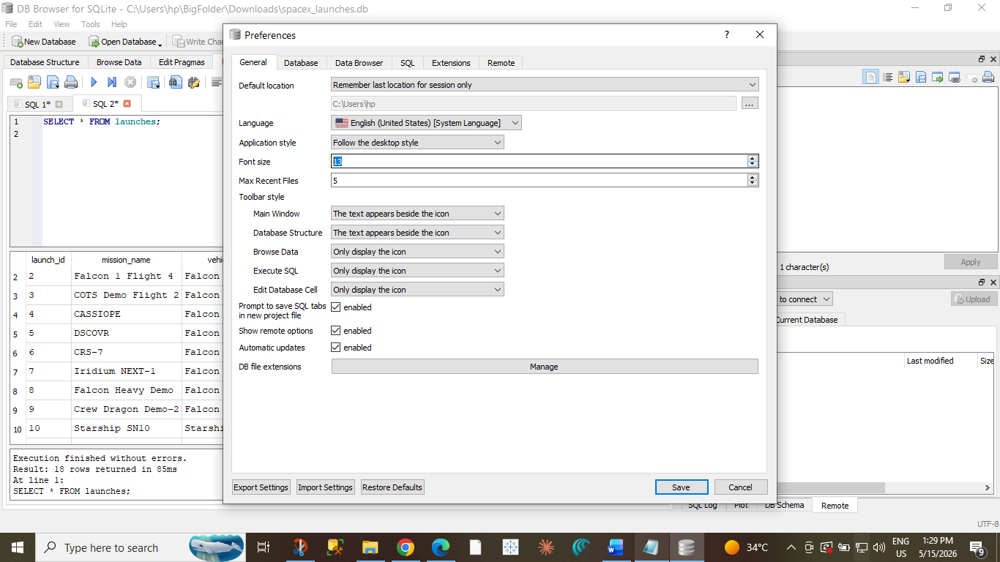 DB Browser for SQLite - C:\Users\hp\BigFolder\Downloads\spacex_launches.db
File Edit View Tools Help
New Database Open Database Write
Database Structure Browse Data Edit Pragmas
SQL 1* SQL 2*
1 SELECT * FROM launches;
2
launch_id mission_name
2 2 Falcon 1 Flight 4 Falcon
3 3 COTS Demo Flight 2 Falcon
4 4 CASSIOPE Falcon
5 5 DSCOVR Falcon
6 6 CRS-7 Falcon
7 7 Iridium NEXT-1 Falcon
8 8 Falcon Heavy Demo Falcon
9 9 Crew Dragon Demo-2 Falcon
10 10 Starship SN10
Execution finished without errors.
Result: 18 rows returned in 85ms
At line 1:
SELECT * FROM launches;
Preferences ?
General Database Data Browser SQL Extensions Remote
Default location Remember last location for session only
C:\Users\hp ...
Language English (United States) [System Language]
Application style Follow the desktop style
Font size 13
Max Recent Files 5
Toolbar style
Main Window The text appears beside the icon
Database Structure The text appears beside the icon
Browse Data Only display the icon
Execute SQL Only display the icon
Edit Database Cell Only display the icon
Prompt to save SQL tabs
in new project file enabled
Show remote options enabled
Automatic updates enabled
DB file extensions Manage
Export Settings Import Settings Restore Defaults Save Cancel
1 character(s) Apply
to connect Upload
Current Database
Last modified Size
SQL Log Plot DB Schema Remote
UTF-8
Type here to search
34°C
ENG
US
1:29 PM
5/15/2026
9